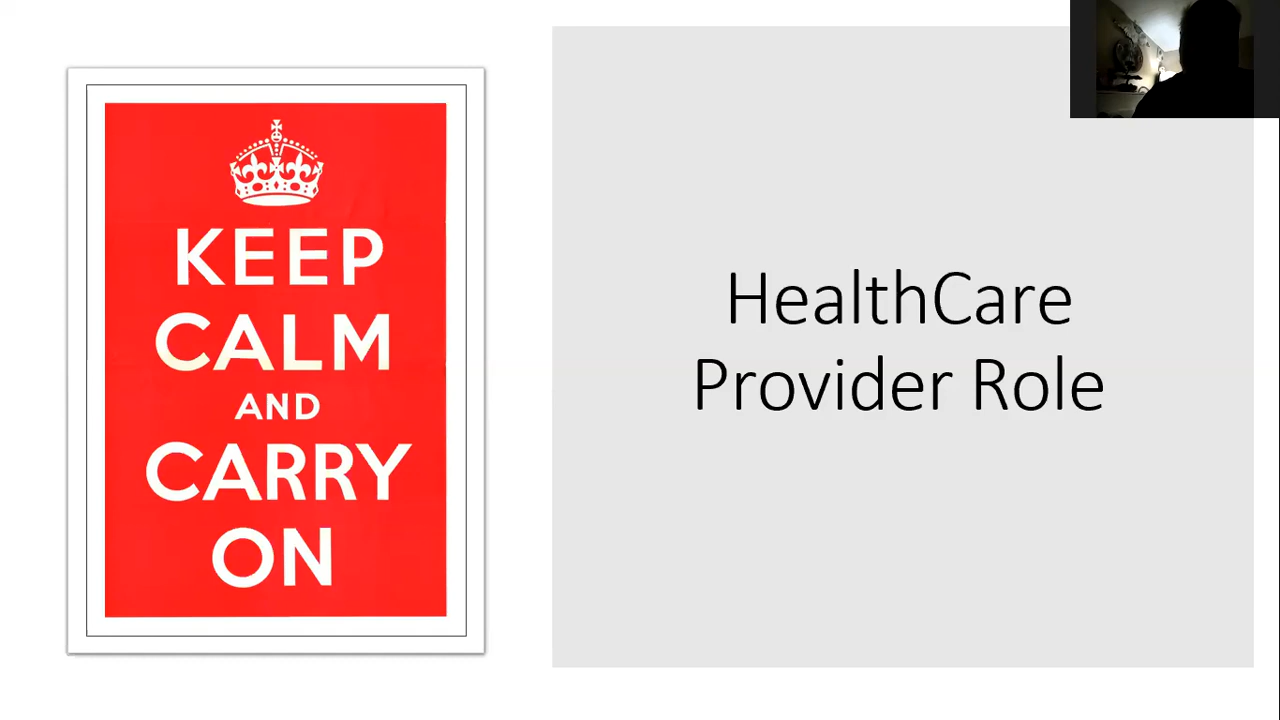 KEEP
CALM
AND
CARRY
ON
HealthCare
Provider Role